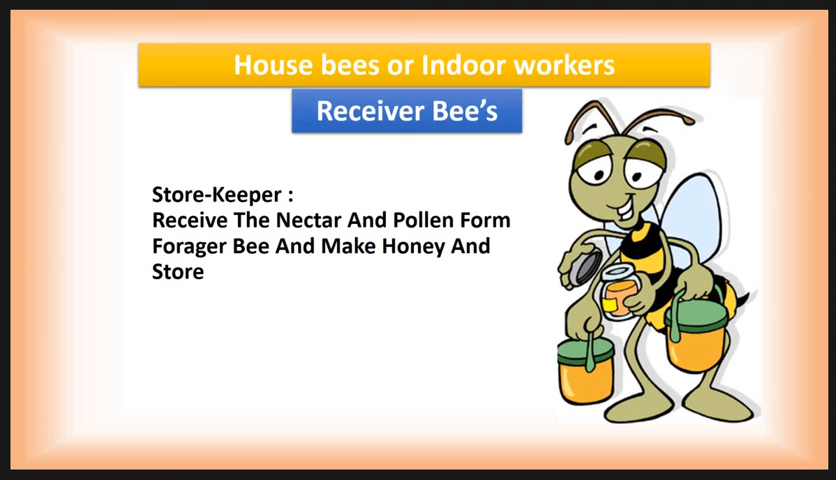 House bees or Indoor workers
Receiver Bee's
Store-Keeper :
Receive The Nectar And Pollen Form
Forager Bee And Make Honey And
Store